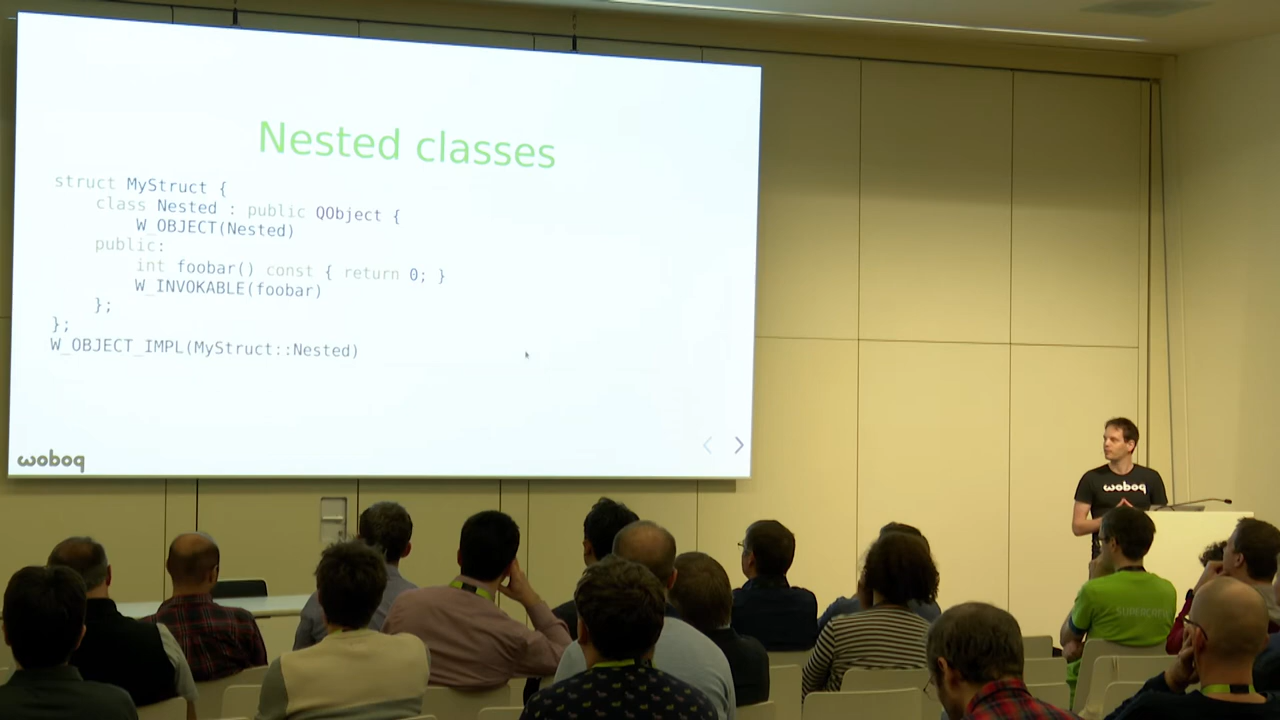 Nested classes
struct MyStruct {
    class Nested : public QObject {
        W_OBJECT(Nested)
    public:
        int foobar() const { return 0; }
        W_INVOKABLE(foobar)
    };
};
W_OBJECT_IMPL(MyStruct::Nested)
woboq
woboq